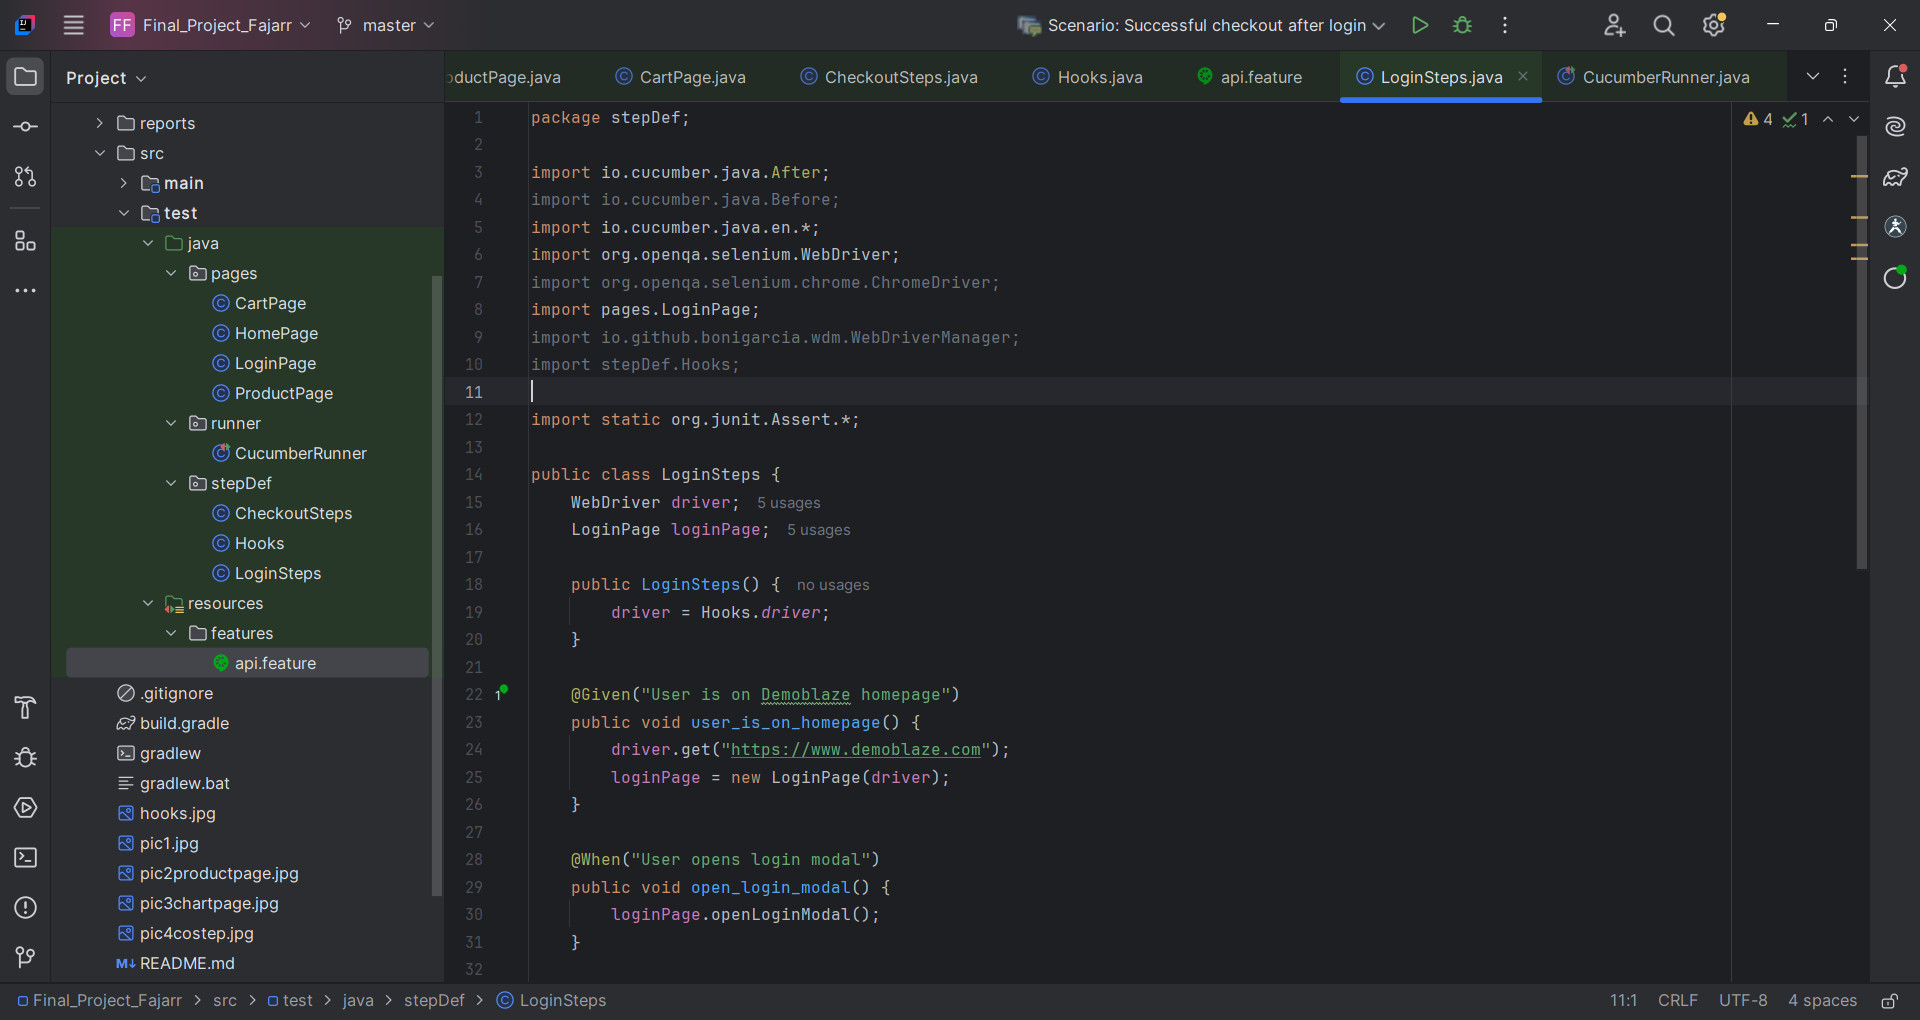 FF Final_Project_Fajarr master Scenario: Successful checkout after login
Project
ductPage.java CartPage.java CheckoutSteps.java Hooks.java api.feature LoginSteps.java CucumberRunner.java
reports
src
main
test
java
pages
CartPage
HomePage
LoginPage
ProductPage
runner
CucumberRunner
stepDef
CheckoutSteps
Hooks
LoginSteps
resources
features
api.feature
.gitignore
build.gradle
gradlew
gradlew.bat
hooks.jpg
pic1.jpg
pic2productpage.jpg
pic3chartpage.jpg
pic4costep.jpg
M↓ README.md
4 1
1 package stepDef;
2
3 import io.cucumber.java.After;
4 import io.cucumber.java.Before;
5 import io.cucumber.java.en.*;
6 import org.openqa.selenium.WebDriver;
7 import org.openqa.selenium.chrome.ChromeDriver;
8 import pages.LoginPage;
9 import io.github.bonigarcia.wdm.WebDriverManager;
10 import stepDef.Hooks;
11
12 import static org.junit.Assert.*;
13
14 public class LoginSteps {
15 WebDriver driver; 5 usages
16 LoginPage loginPage; 5 usages
17
18 public LoginSteps() { no usages
19 driver = Hooks.driver;
20 }
21
22 1 @Given("User is on Demoblaze homepage")
23 public void user_is_on_homepage() {
24 driver.get("https://www.demoblaze.com");
25 loginPage = new LoginPage(driver);
26 }
27
28 @When("User opens login modal")
29 public void open_login_modal() {
30 loginPage.openLoginModal();
31 }
32
Final_Project_Fajarr > src > test > java > stepDef > LoginSteps 11:1 CRLF UTF-8 4 spaces